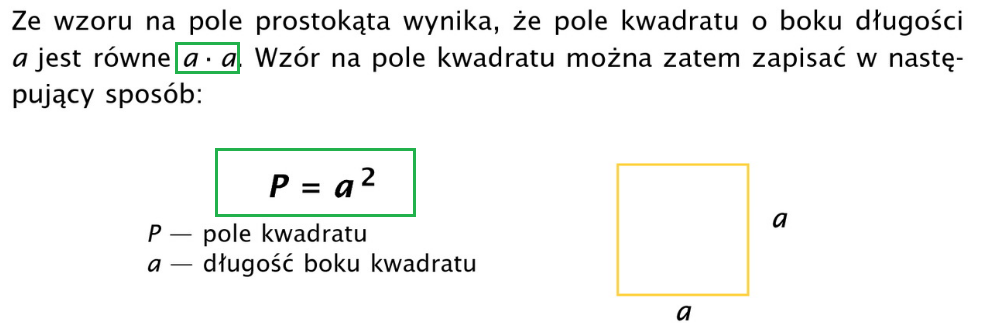 Ze wzoru na pole prostokąta wynika, że pole kwadratu o boku długości
a jest równe a · a. Wzór na pole kwadratu można zatem zapisać w nastę-
pujący sposób:
P = a²
P — pole kwadratu
a — długość boku kwadratu
a
a